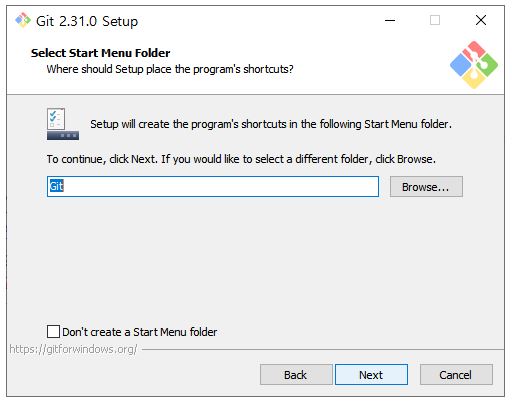 Git 2.31.0 Setup
Select Start Menu Folder
Where should Setup place the program's shortcuts?
Setup will create the program's shortcuts in the following Start Menu folder.
To continue, click Next. If you would like to select a different folder, click Browse.
Git
Browse...
Don't create a Start Menu folder
https://gitforwindows.org/
Back
Next
Cancel